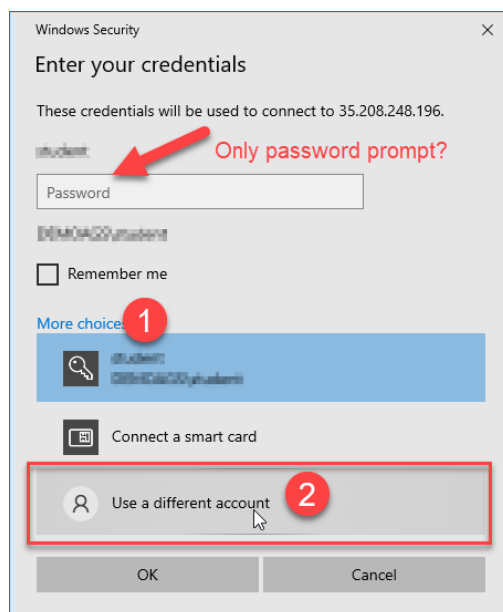 Windows Security
Enter your credentials
These credentials will be used to connect to 35.208.248.196.
Only password prompt?
Password
Remember me
More choices 1
Connect a smart card
Use a different account 2
OK
Cancel